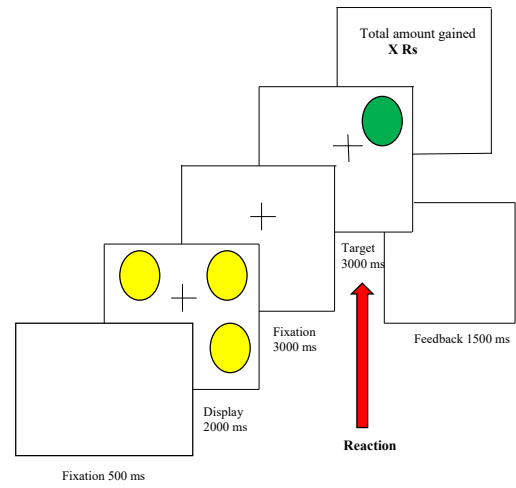 Total amount gained
X Rs
Target
3000 ms
Fixation
3000 ms
Feedback 1500 ms
Display
2000 ms
Reaction
Fixation 500 ms